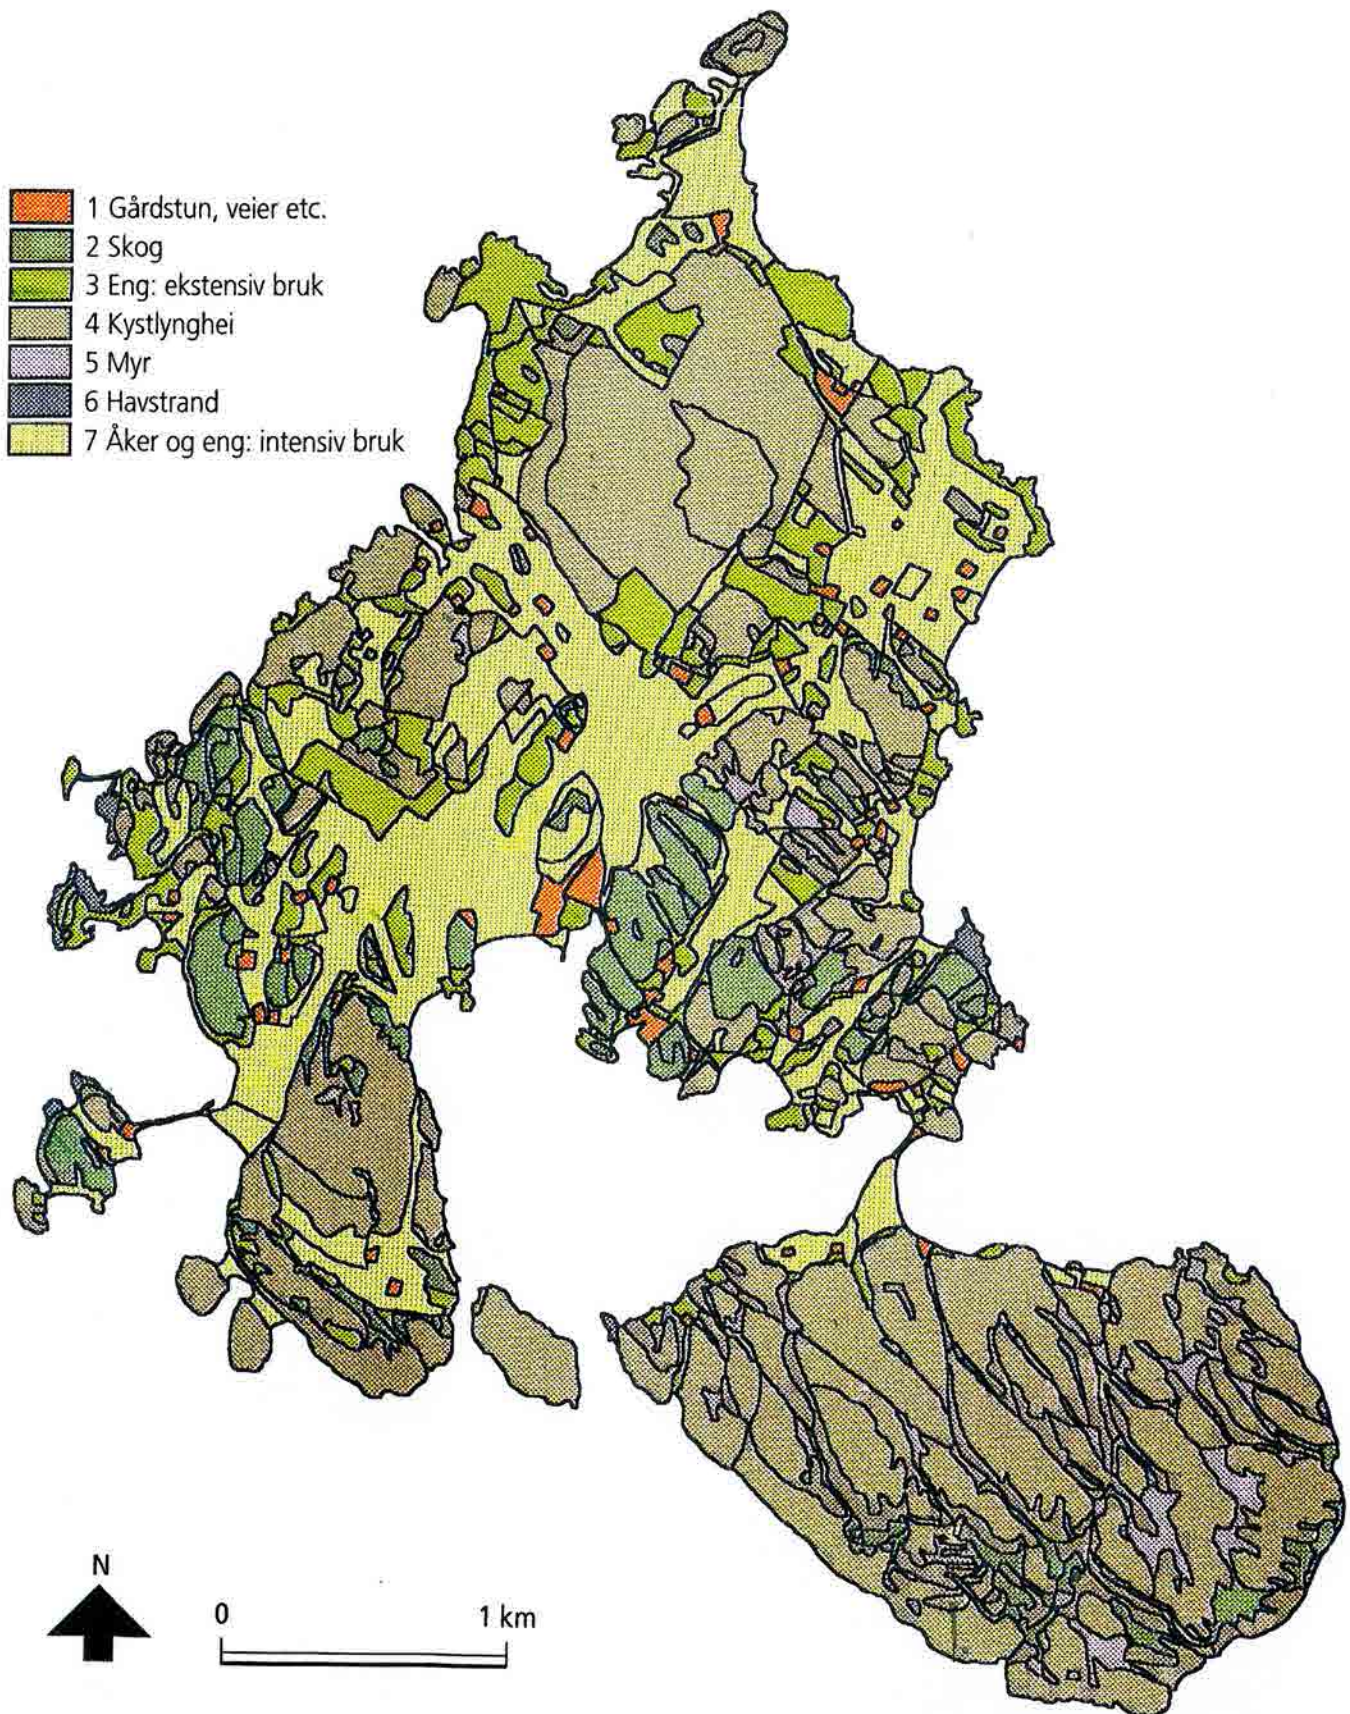 1 Gårdstun, veier etc.
2 Skog
3 Eng: ekstensiv bruk
4 Kystlynghei
5 Myr
6 Havstrand
7 Åker og eng: intensiv bruk
N
0 1 km